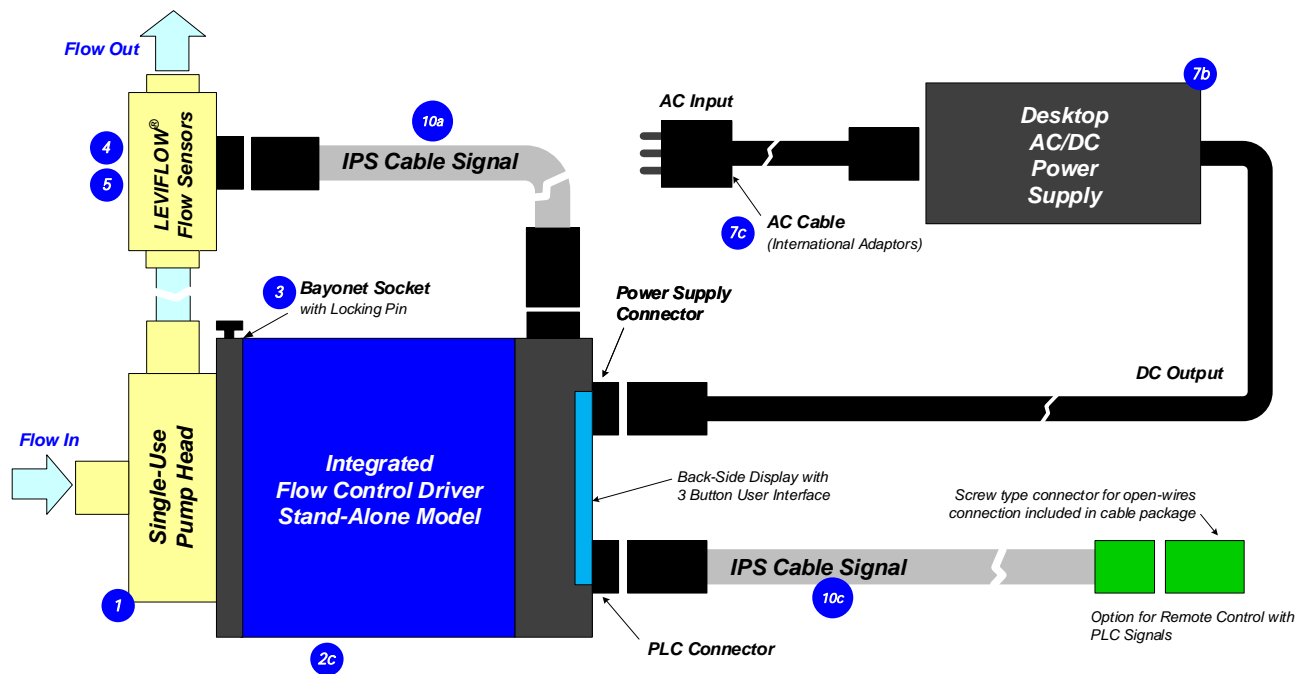 Flow Out
4
5
LEVIFLOW®
Flow Sensors
10a
IPS Cable Signal
AC Input
7c
AC Cable
(International Adaptors)
7b
Desktop
AC/DC
Power
Supply
3
Bayonet Socket
with Locking Pin
Power Supply
Connector
DC Output
Flow In
Single-Use
Pump Head
1
Integrated
Flow Control Driver
Stand-Alone Model
2c
Back-Side Display with
3 Button User Interface
Screw type connector for open-wires
connection included in cable package
IPS Cable Signal
10c
PLC Connector
Option for Remote Control with
PLC Signals